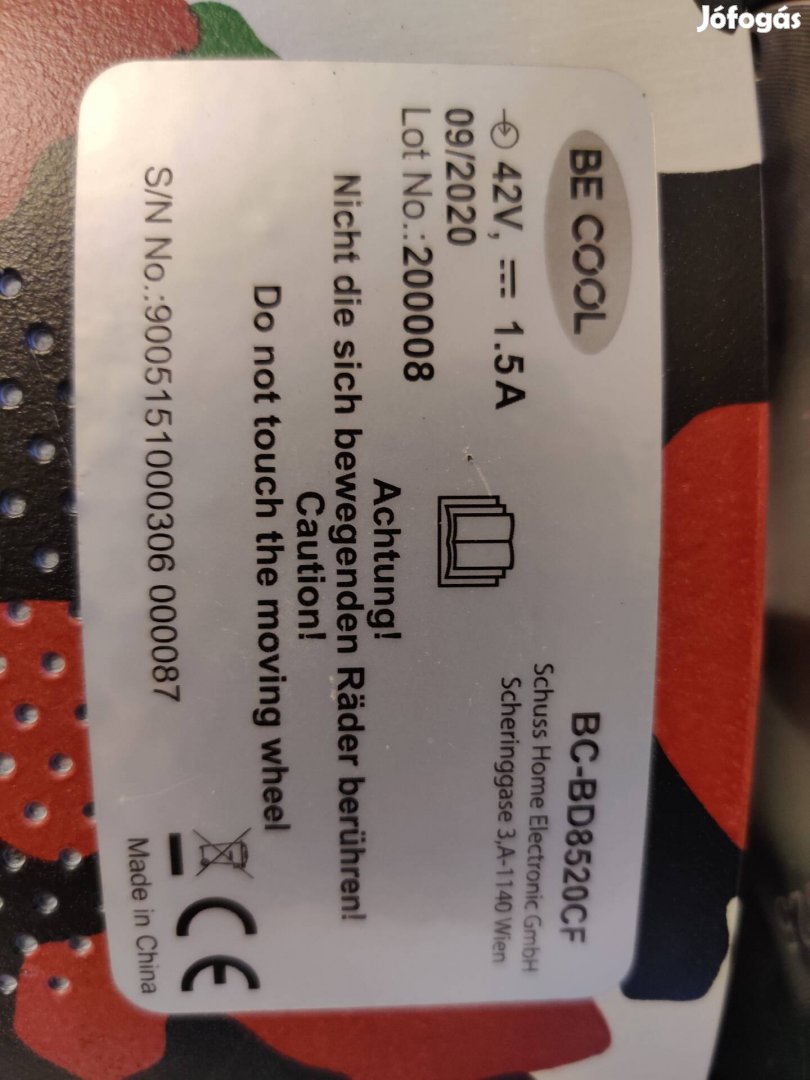 Jófogás
BE COOL
BC-BD8520CF
42V, ⎓ 1.5A
Schuss Home Electronic GmbH
09/2020
Scheringgase 3,A-1140 Wien
Lot No.:200008
Achtung!
Nicht die sich bewegenden Räder berühren!
Caution!
Do not touch the moving wheel
S/N No.:9005151000306 000087
CE
Made in China